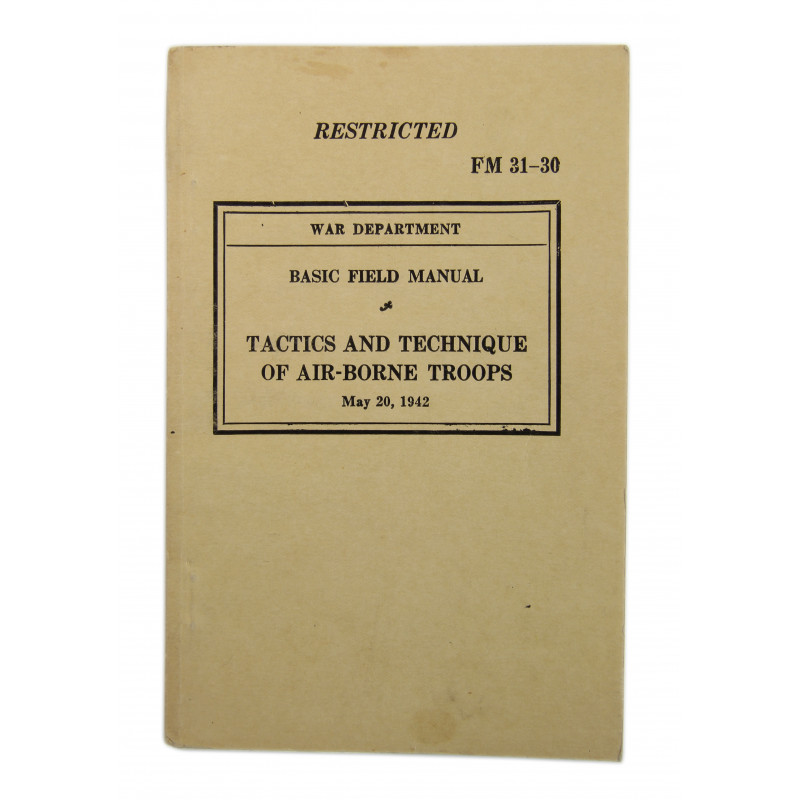 RESTRICTED
FM 31–30
WAR DEPARTMENT
BASIC FIELD MANUAL
TACTICS AND TECHNIQUE
OF AIR-BORNE TROOPS
May 20, 1942